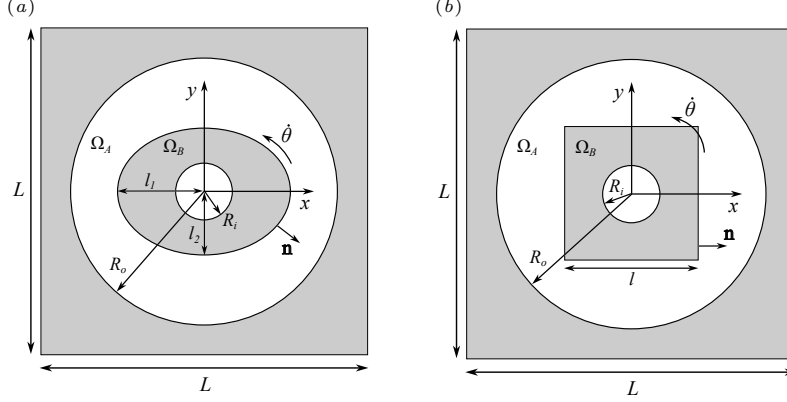 (a)
y
θ̇
Ω_A
Ω_B
l_1
x
L
R_i
l_2
n
R_o
L
(b)
y
θ̇
Ω_A
Ω_B
R_i
x
L
n
R_o
l
L